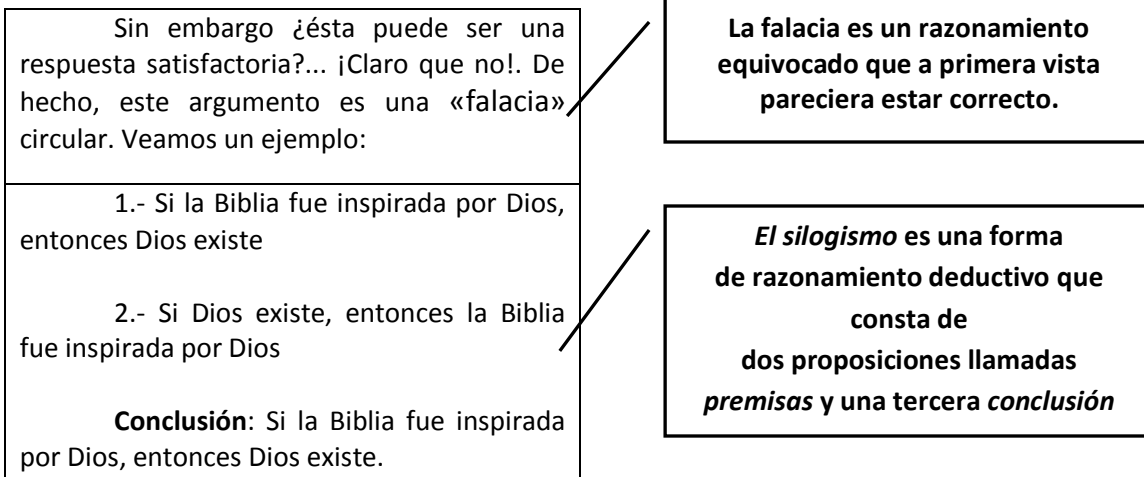 Sin embargo ¿ésta puede ser una
respuesta satisfactoria?... ¡Claro que no!. De
hecho, este argumento es una «falacia»
circular. Veamos un ejemplo:
1.- Si la Biblia fue inspirada por Dios,
entonces Dios existe
2.- Si Dios existe, entonces la Biblia
fue inspirada por Dios
Conclusión: Si la Biblia fue inspirada
por Dios, entonces Dios existe.
La falacia es un razonamiento
equivocado que a primera vista
pareciera estar correcto.
El silogismo es una forma
de razonamiento deductivo que
consta de
dos proposiciones llamadas
premisas y una tercera conclusión